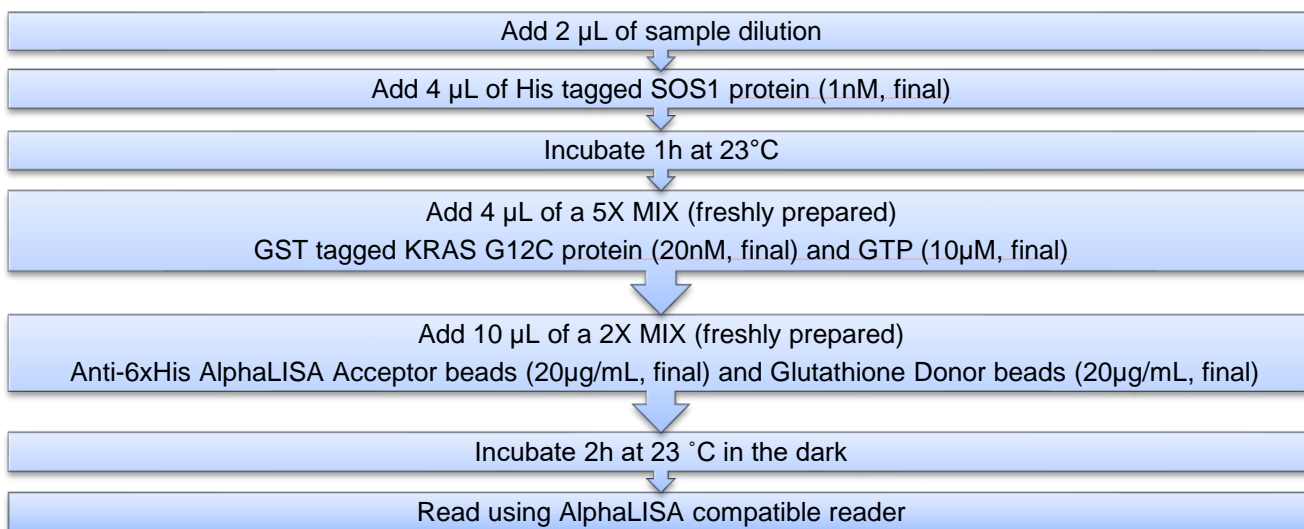 Add 2 µL of sample dilution
Add 4 µL of His tagged SOS1 protein (1nM, final)
Incubate 1h at 23°C
Add 4 µL of a 5X MIX (freshly prepared)
GST tagged KRAS G12C protein (20nM, final) and GTP (10µM, final)
Add 10 µL of a 2X MIX (freshly prepared)
Anti-6xHis AlphaLISA Acceptor beads (20µg/mL, final) and Glutathione Donor beads (20µg/mL, final)
Incubate 2h at 23 ˚C in the dark
Read using AlphaLISA compatible reader